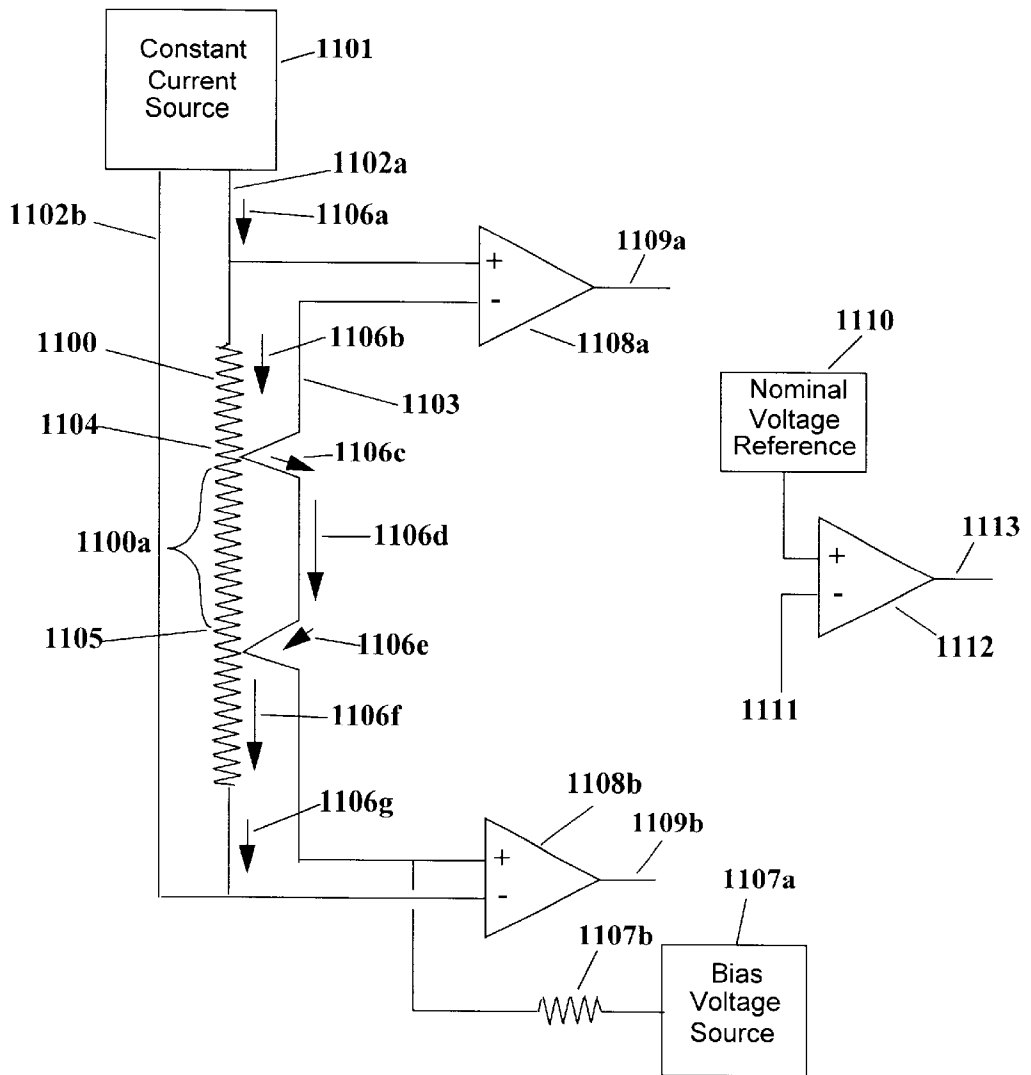 Constant
Current
Source
1101
1102a
1106a
1102b
1109a
+
-
1108a
1110
1100
1106b
Nominal
Voltage
Reference
1103
1104
1106c
1100a
1106d
1113
+
-
1105
1106e
1112
1111
1106f
1108b
1106g
1109b
+
-
1107a
1107b
Bias
Voltage
Source